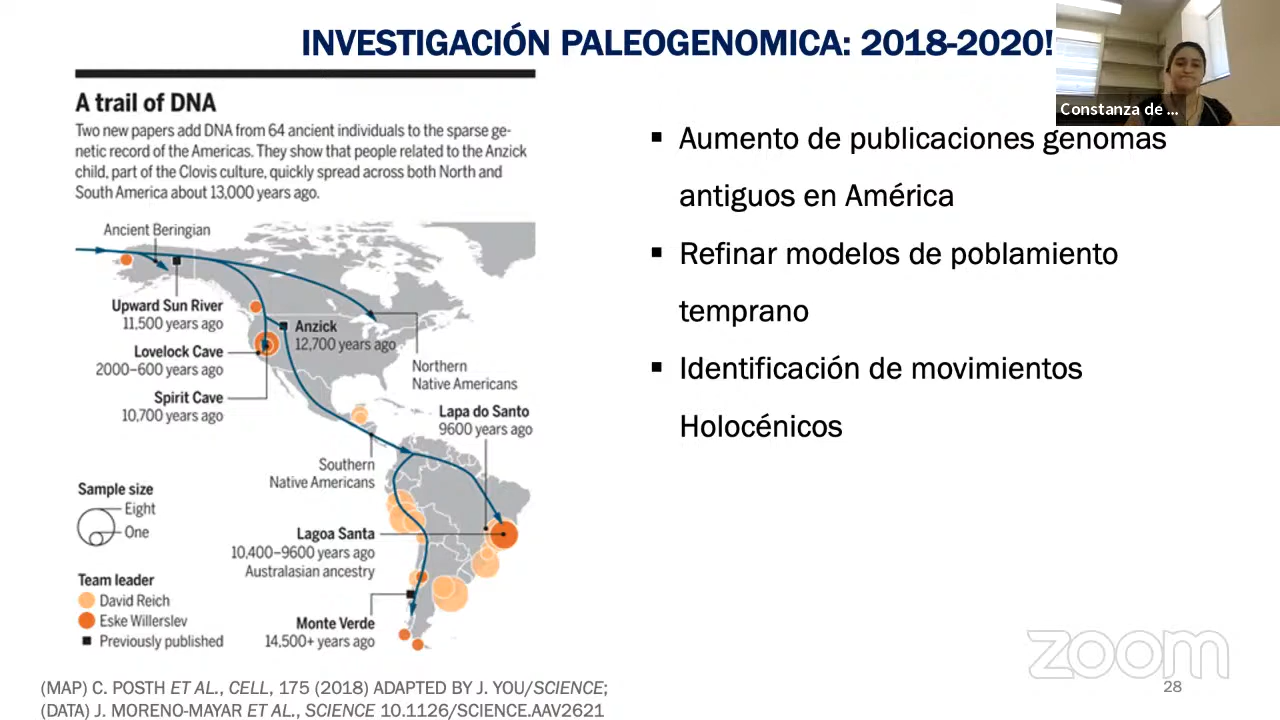 INVESTIGACIÓN PALEOGENOMICA: 2018-2020!
Constanza de ...
A trail of DNA
Two new papers add DNA from 64 ancient individuals to the sparse ge-
netic record of the Americas. They show that people related to the Anzick
child, part of the Clovis culture, quickly spread across both North and
South America about 13,000 years ago.
Ancient Beringian
Upward Sun River
11,500 years ago
Anzick
12,700 years ago
Lovelock Cave
2000–600 years ago
Northern
Native Americans
Spirit Cave
10,700 years ago
Lapa do Santo
9600 years ago
Southern
Native Americans
Sample size
Eight
One
Lagoa Santa
10,400–9600 years ago
Australasian ancestry
Team leader
David Reich
Eske Willerslev
Previously published
Monte Verde
14,500+ years ago
(MAP) C. POSTH ET AL., CELL, 175 (2018) ADAPTED BY J. YOU/SCIENCE;
(DATA) J. MORENO-MAYAR ET AL., SCIENCE 10.1126/SCIENCE.AAV2621
▪ Aumento de publicaciones genomas
antiguos en América
▪ Refinar modelos de poblamiento
temprano
▪ Identificación de movimientos
Holocénicos
zoom
28